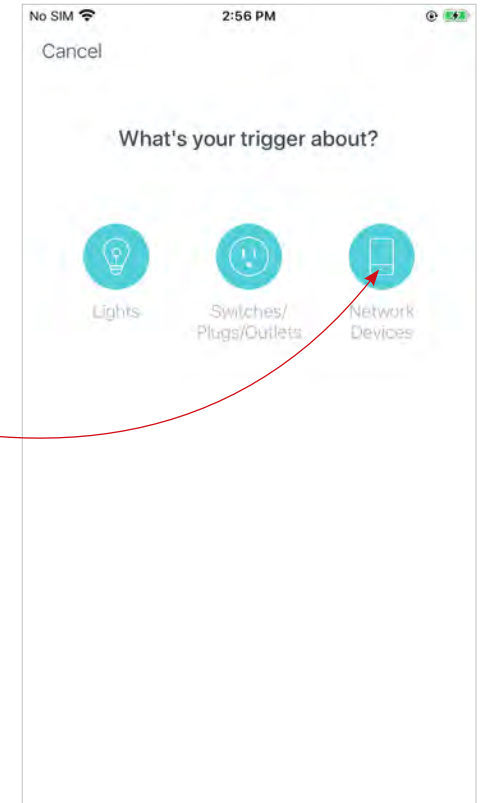 No SIM 2:56 PM
Cancel
What's your trigger about?
Lights Switches/ Network
Plugs/Outlets Devices